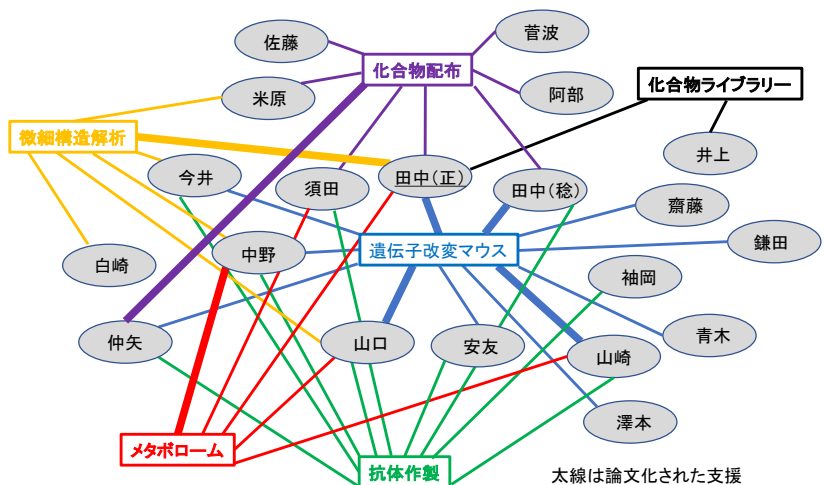 佐藤
菅波
化合物配布
化合物ライブラリー
米原
阿部
微細構造解析
井上
今井
須田
田中(正)
田中(稔)
齋藤
中野
遺伝子改変マウス
鎌田
白崎
袖岡
仲矢
山口
安友
山崎
青木
澤本
メタボローム
抗体作製
太線は論文化された支援